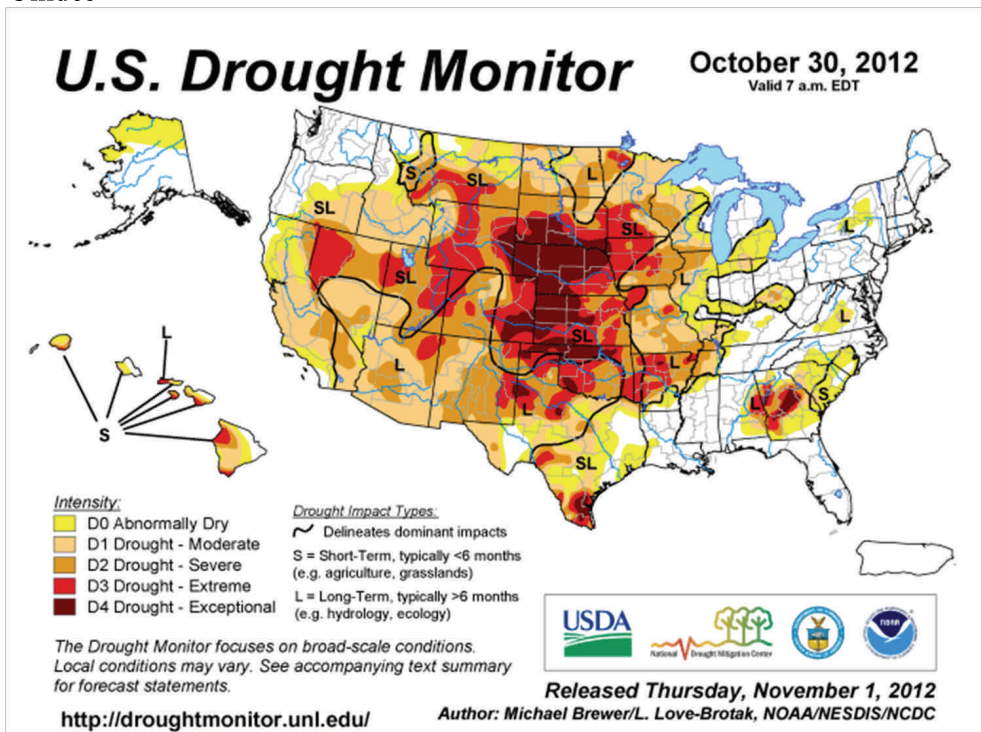 U.S. Drought Monitor
October 30, 2012
Valid 7 a.m. EDT
S
SL
L
SL
SL
SL
L
L
SL
L
SL
L
L
L
L
S
SL
L
S
Intensity:
D0 Abnormally Dry
D1 Drought - Moderate
D2 Drought - Severe
D3 Drought - Extreme
D4 Drought - Exceptional
Drought Impact Types:
Delineates dominant impacts
S = Short-Term, typically <6 months
(e.g. agriculture, grasslands)
L = Long-Term, typically >6 months
(e.g. hydrology, ecology)
The Drought Monitor focuses on broad-scale conditions.
Local conditions may vary. See accompanying text summary
for forecast statements.
http://droughtmonitor.unl.edu/
USDA
National Drought Mitigation Center
NOAA
Released Thursday, November 1, 2012
Author: Michael Brewer/L. Love-Brotak, NOAA/NESDIS/NCDC